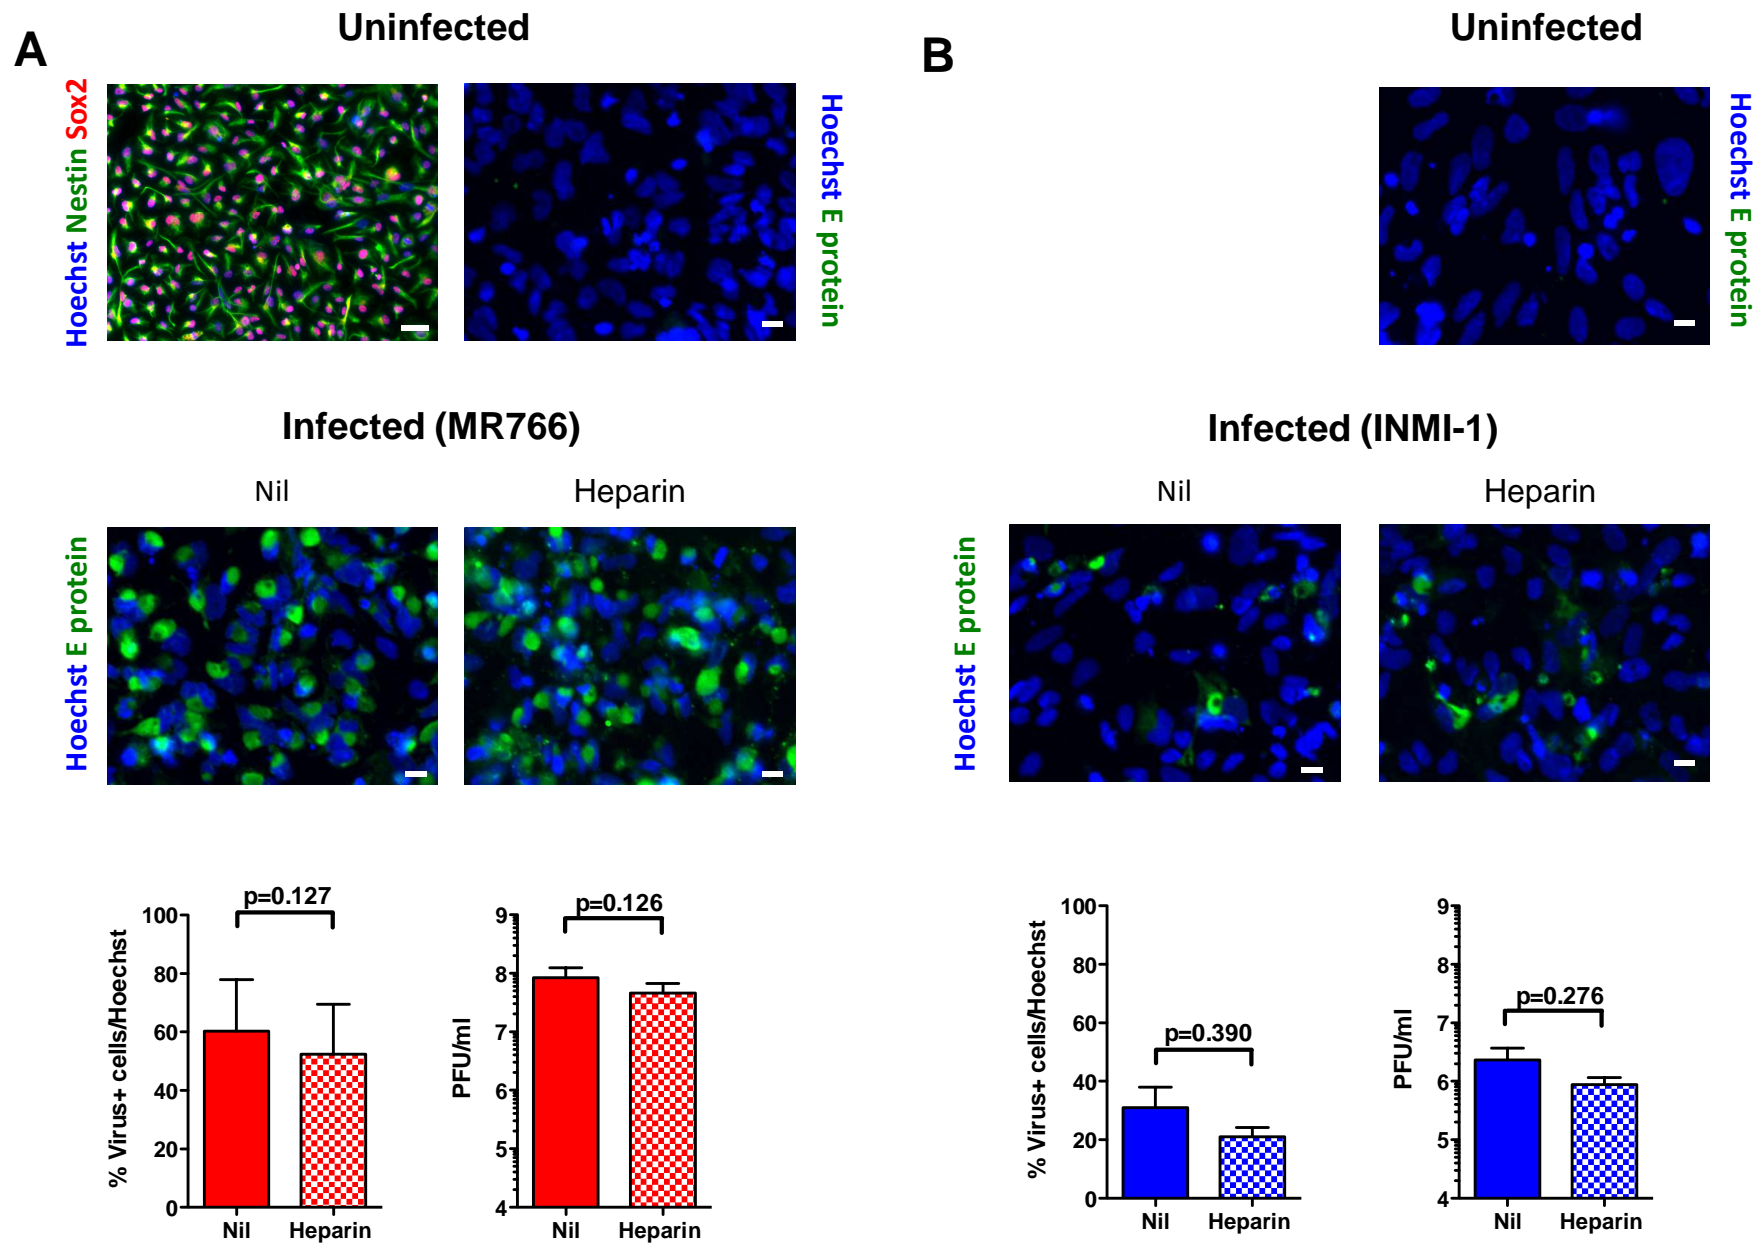 A
Uninfected
Hoechst Nestin Sox2
Hoechst E protein
B
Uninfected
Hoechst E protein
Infected (MR766)
Nil
Heparin
Hoechst E protein
Infected (INMI-1)
Nil
Heparin
Hoechst E protein
% Virus+ cells/Hoechst
100
80
60
40
20
0
p=0.127
Nil
Heparin
PFU/ml
9
8
7
6
5
4
p=0.126
Nil
Heparin
% Virus+ cells/Hoechst
100
80
60
40
20
0
p=0.390
Nil
Heparin
PFU/ml
9
8
7
6
5
4
p=0.276
Nil
Heparin